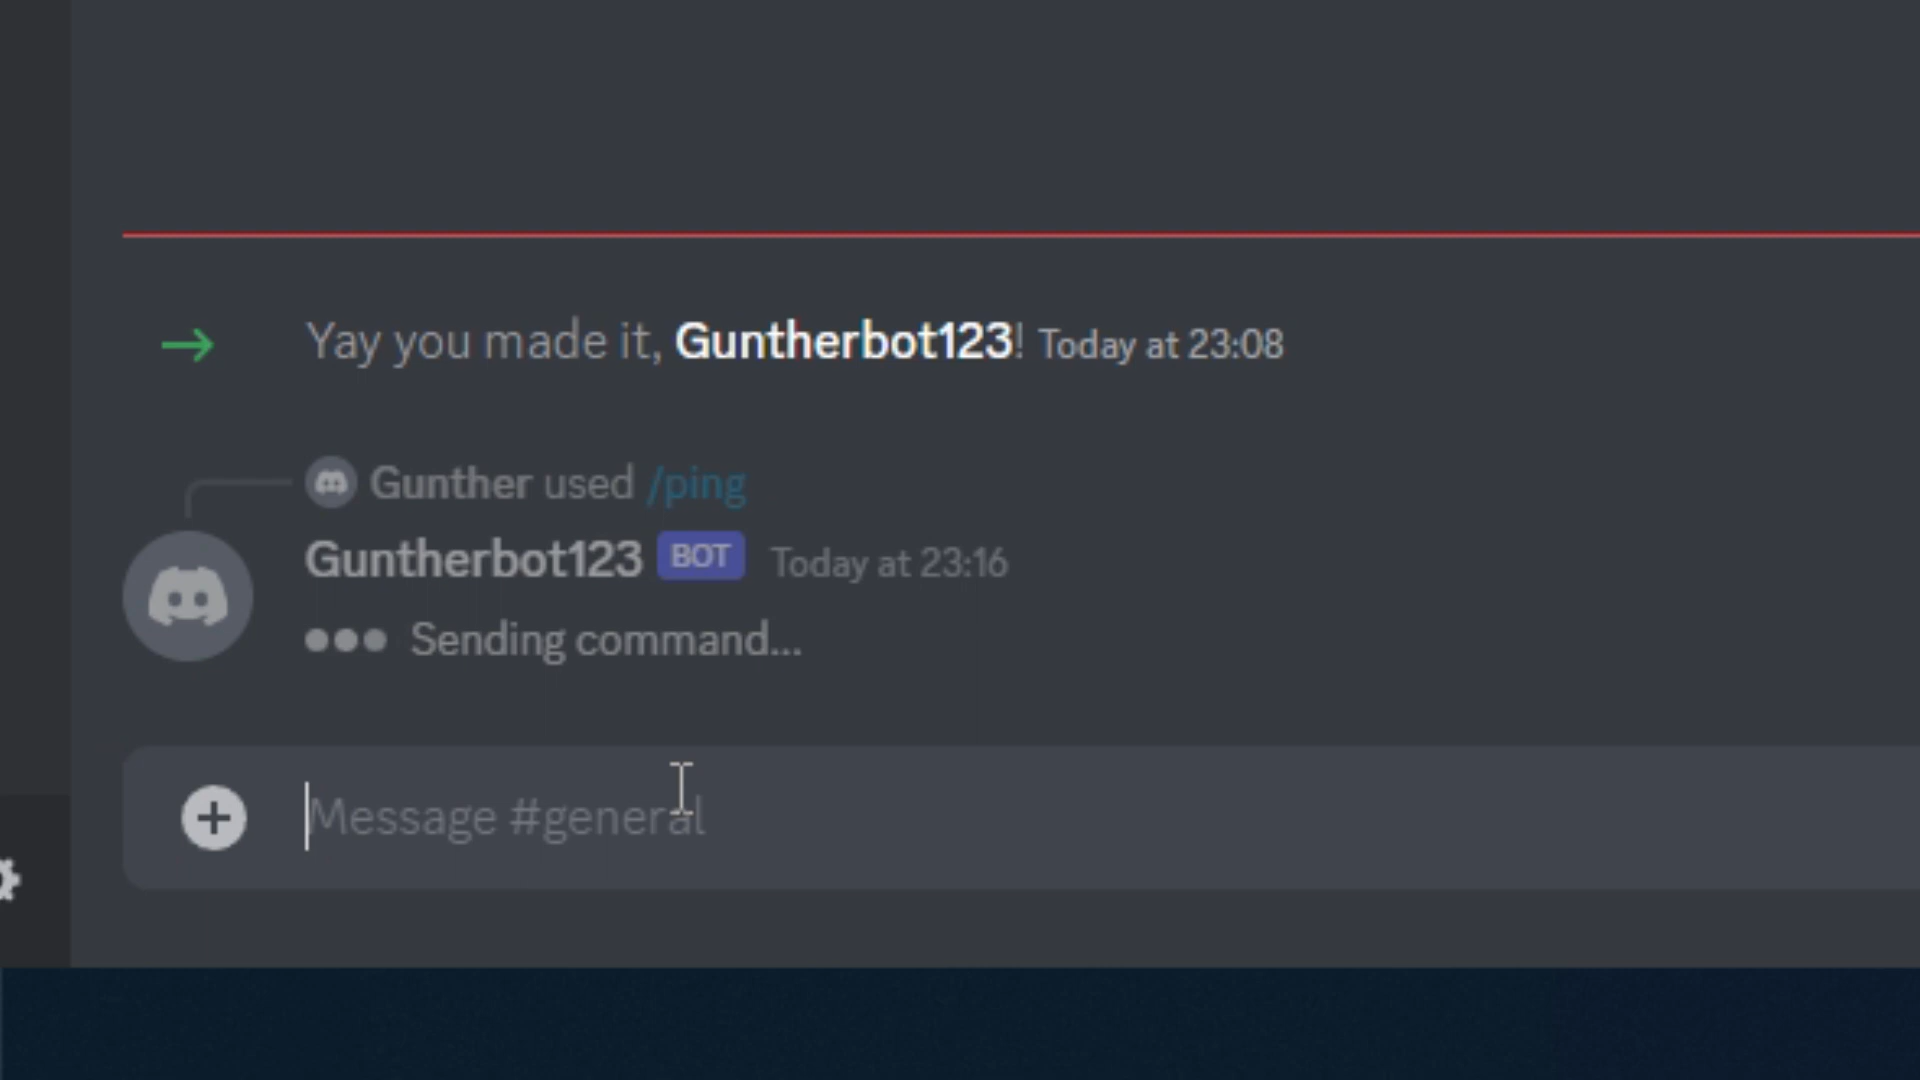 Yay you made it, Guntherbot123! Today at 23:08
Gunther used /ping
Guntherbot123 BOT Today at 23:16
Sending command...
Message #general